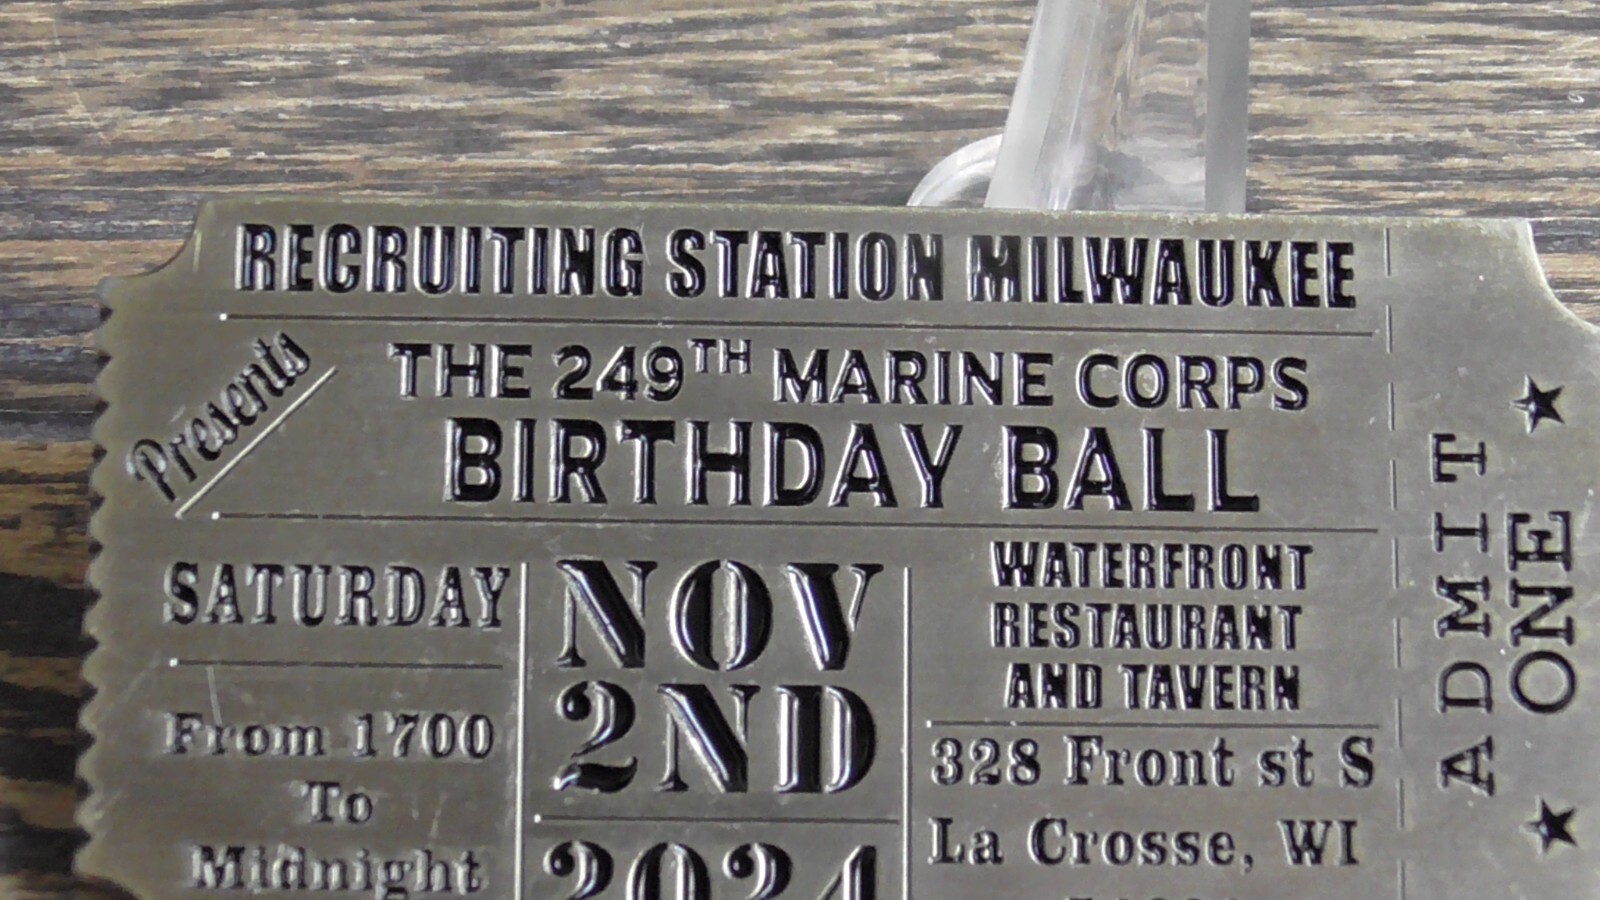 RECRUITING STATION MILWAUKEE
Presents
THE 249TH MARINE CORPS
BIRTHDAY BALL
SATURDAY
From 1700
To
Midnight
NOV
2ND
2024
WATERFRONT
RESTAURANT
AND TAVERN
328 Front st S
La Crosse, WI
ADMIT
ONE